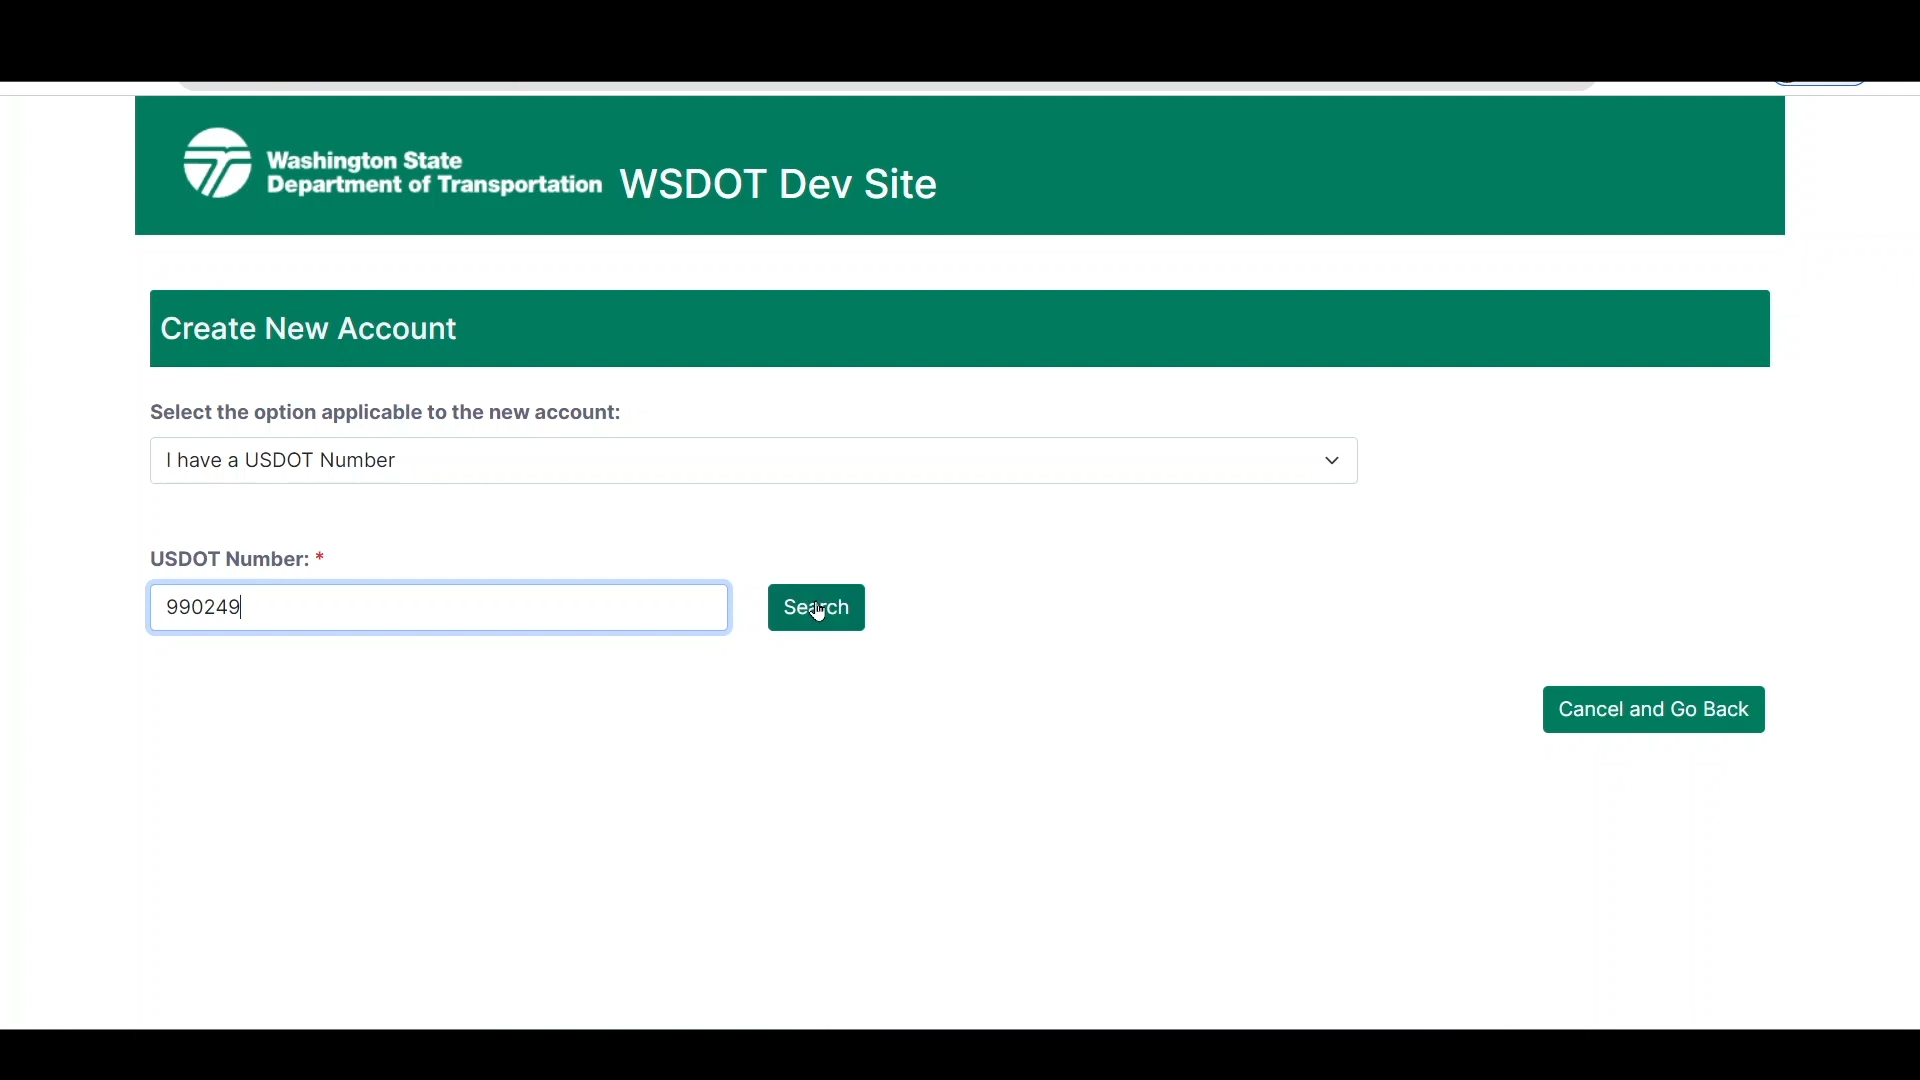 Washington State
Department of Transportation
WSDOT Dev Site
Create New Account
Select the option applicable to the new account:
I have a USDOT Number
USDOT Number: *
990249
Search
Cancel and Go Back